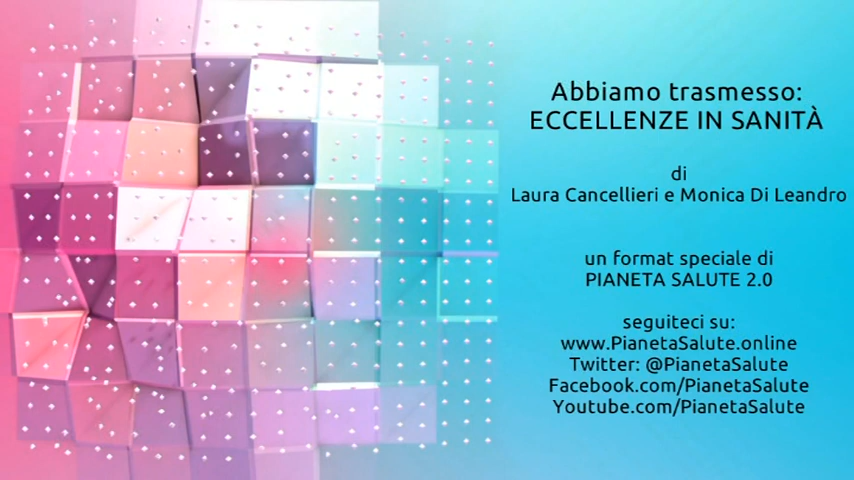 Abbiamo trasmesso:
ECCELLENZE IN SANITÀ
di
Laura Cancellieri e Monica Di Leandro
un format speciale di
PIANETA SALUTE 2.0
seguiteci su:
www.PianetaSalute.online
Twitter: @PianetaSalute
Facebook.com/PianetaSalute
Youtube.com/PianetaSalute